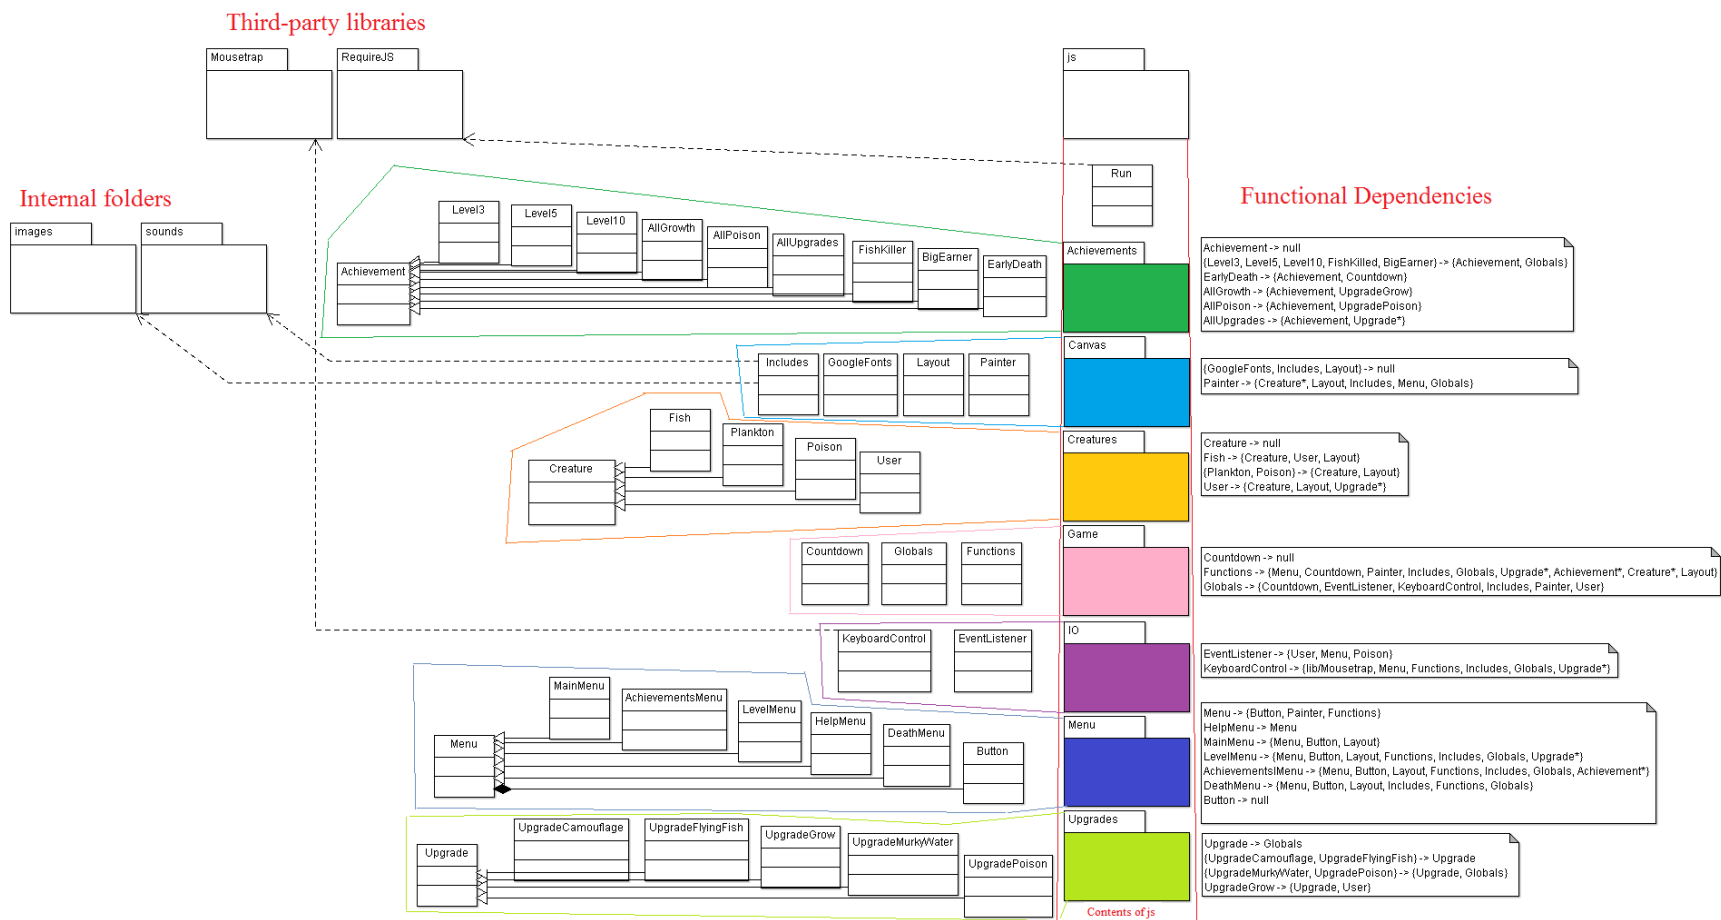 Third-party libraries
Mousetrap
RequireJS
js
Run
Internal folders
images
sounds
Functional Dependencies
Level3
Level5
Level10
AllGrowth
AllPoison
AllUpgrades
FishKiller
BigEarner
EarlyDeath
Achievement
Achievements
Achievement -> null
{Level3, Level5, Level10, FishKilled, BigEarner} -> {Achievement, Globals}
EarlyDeath -> {Achievement, Countdown}
AllGrowth -> {Achievement, UpgradeGrow}
AllPoison -> {Achievement, UpgradePoison}
AllUpgrades -> {Achievement, Upgrade*}
Includes
GoogleFonts
Layout
Painter
Canvas
{GoogleFonts, Includes, Layout} -> null
Painter -> {Creature*, Layout, Includes, Menu, Globals}
Fish
Plankton
Poison
User
Creature
Creatures
Creature -> null
Fish -> {Creature, User, Layout}
{Plankton, Poison} -> {Creature, Layout}
User -> {Creature, Layout, Upgrade*}
Countdown
Globals
Functions
Game
Countdown -> null
Functions -> {Menu, Countdown, Painter, Includes, Globals, Upgrade*, Achievement*, Creature*, Layout}
Globals -> {Countdown, EventListener, KeyboardControl, Includes, Painter, User}
KeyboardControl
EventListener
IO
EventListener -> {User, Menu, Poison}
KeyboardControl -> {lib/Mousetrap, Menu, Functions, Includes, Globals, Upgrade*}
MainMenu
AchievementsMenu
LevelMenu
HelpMenu
DeathMenu
Button
Menu
Menu
Menu -> {Button, Painter, Functions}
HelpMenu -> Menu
MainMenu -> {Menu, Button, Layout}
LevelMenu -> {Menu, Button, Layout, Functions, Includes, Globals, Upgrade*}
AchievementslMenu -> {Menu, Button, Layout, Functions, Includes, Globals, Achievement*}
DeathMenu -> {Menu, Button, Layout, Includes, Functions, Globals}
Button -> null
UpgradeCamouflage
UpgradeFlyingFish
UpgradeGrow
UpgradeMurkyWater
UpgradePoison
Upgrade
Upgrades
Upgrade -> Globals
{UpgradeCamouflage, UpgradeFlyingFish} -> Upgrade
{UpgradeMurkyWater, UpgradePoison} -> {Upgrade, Globals}
UpgradeGrow -> {Upgrade, User}
Contents of js